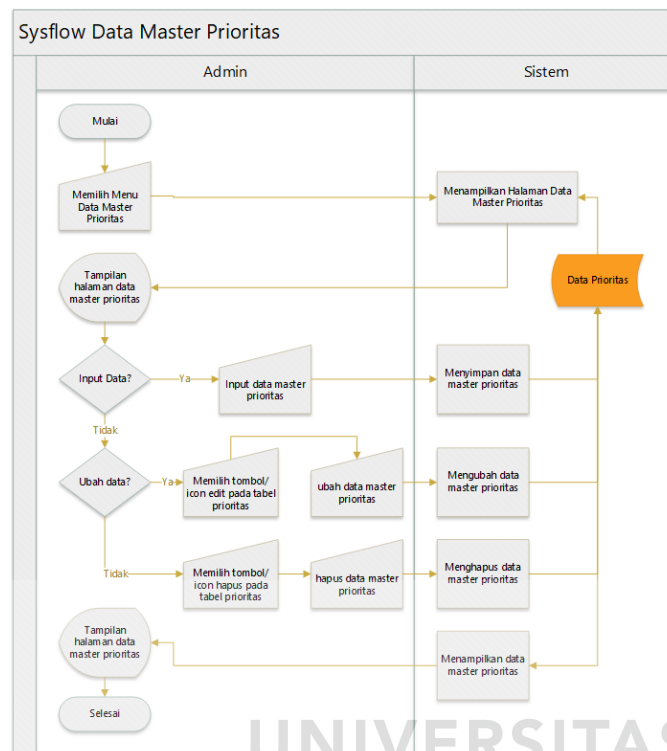 Sysflow Data Master Prioritas
Admin
Sistem
Mulai
Memilih Menu
Data Master
Prioritas
Menampilkan Halaman Data
Master Prioritas
Tampilan
halaman data
master prioritas
Data Prioritas
Input Data?
Ya
Input data master
prioritas
Menyimpan data
master prioritas
Tidak
Ubah data?
Ya
Memilih tombol/
icon edit pada tabel
prioritas
ubah data master
prioritas
Mengubah data
master prioritas
Tidak
Memilih tombol/
icon hapus pada
tabel prioritas
hapus data master
prioritas
Menghapus data
master prioritas
Tampilan
halaman data
master prioritas
Menampilkan data
master prioritas
Selesai
UNIVERSITAS